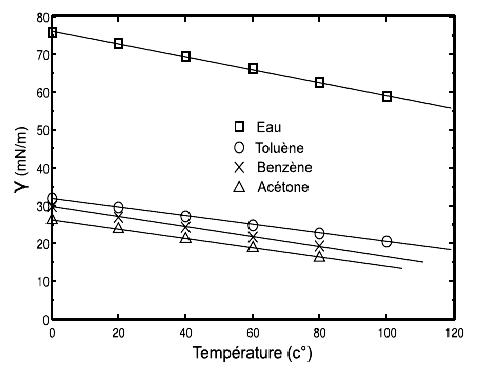 80
70
60
50
40
30
20
10
0
γ (mN/m)
Eau
Toluène
Benzène
Acétone
0 20 40 60 80 100 120
Température (c°)